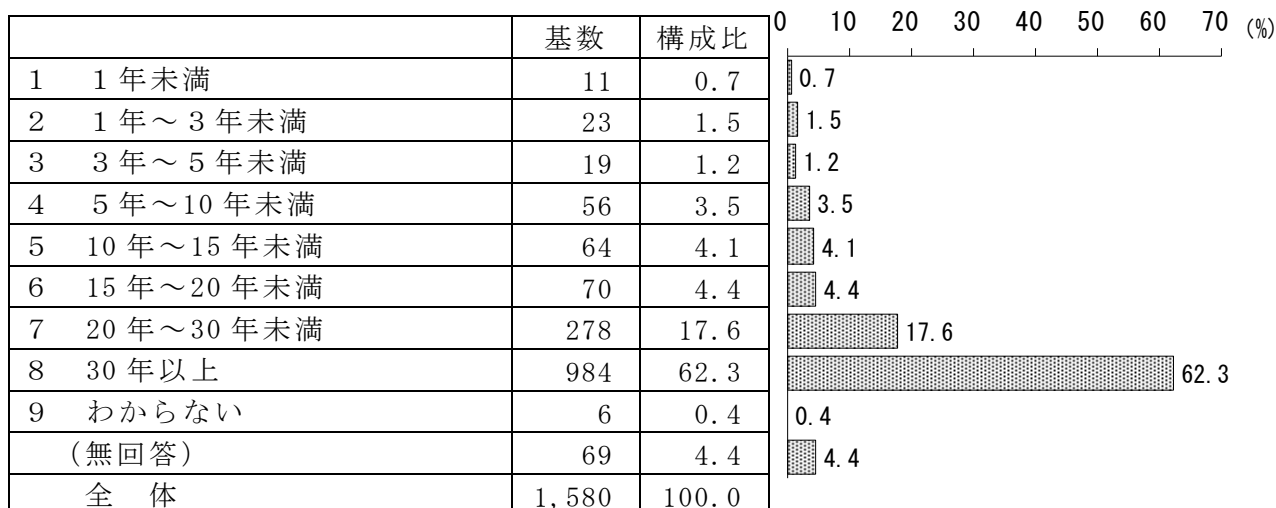 基数 構成比 0 10 20 30 40 50 60 70 (%)
1 １年未満 11 0.7 0.7
2 １年～３年未満 23 1.5 1.5
3 ３年～５年未満 19 1.2 1.2
4 ５年～10年未満 56 3.5 3.5
5 10年～15年未満 64 4.1 4.1
6 15年～20年未満 70 4.4 4.4
7 20年～30年未満 278 17.6 17.6
8 30年以上 984 62.3 62.3
9 わからない 6 0.4 0.4
（無回答） 69 4.4 4.4
全 体 1,580 100.0